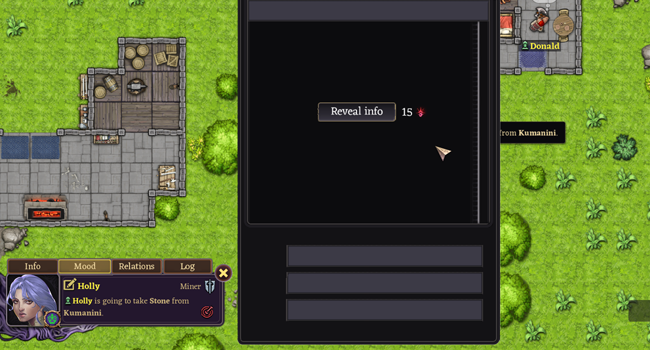 Donald
Reveal info 15
from Kumanini.
Info Mood Relations Log
Holly Miner
Holly is going to take Stone from
Kumanini.